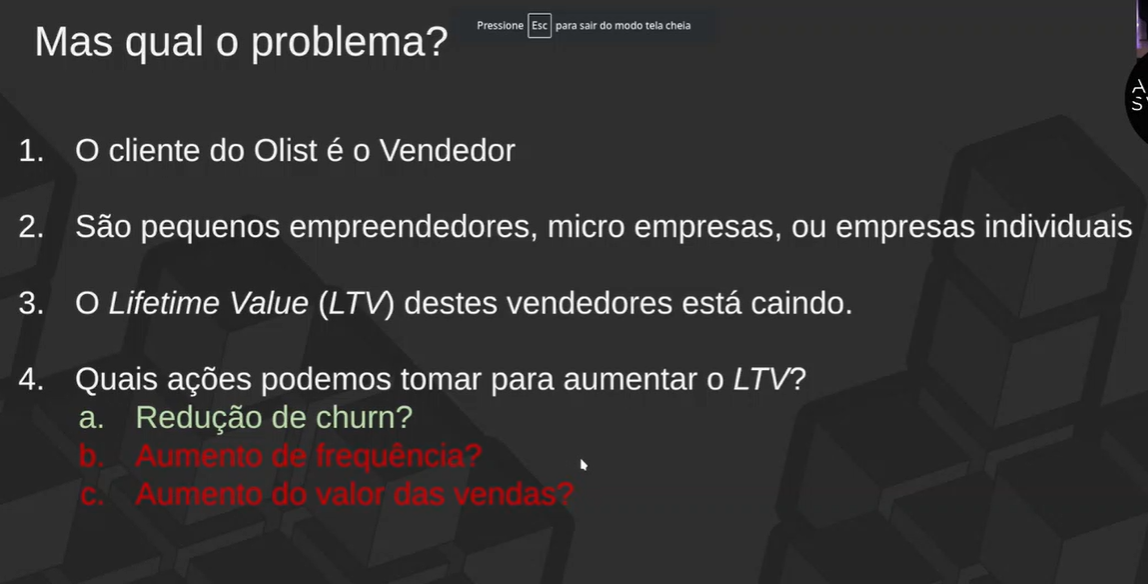 Pressione Esc para sair do modo tela cheia
Mas qual o problema?
1. O cliente do Olist é o Vendedor
2. São pequenos empreendedores, micro empresas, ou empresas individuais
3. O Lifetime Value (LTV) destes vendedores está caindo.
4. Quais ações podemos tomar para aumentar o LTV?
a. Redução de churn?
b. Aumento de frequência?
c. Aumento do valor das vendas?